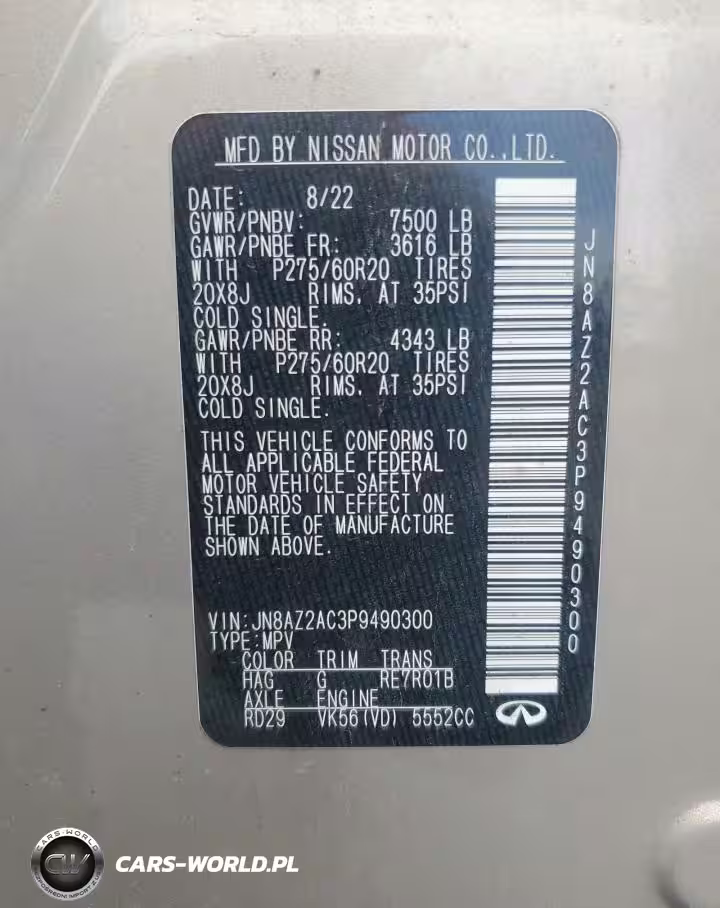 MFD BY NISSAN MOTOR CO.,LTD.
DATE: 8/22
GVWR/PNBV: 7500 LB
GAWR/PNBE FR: 3616 LB
WITH P275/60R20 TIRES
20X8J RIMS, AT 35PSI
COLD SINGLE.
GAWR/PNBE RR: 4343 LB
WITH P275/60R20 TIRES
20X8J RIMS, AT 35PSI
COLD SINGLE.
THIS VEHICLE CONFORMS TO
ALL APPLICABLE FEDERAL
MOTOR VEHICLE SAFETY
STANDARDS IN EFFECT ON
THE DATE OF MANUFACTURE
SHOWN ABOVE.
VIN:JN8AZ2AC3P9490300
TYPE:MPV
COLOR TRIM TRANS
HAG G RE7R01B
AXLE ENGINE
RD29 VK56(VD) 5552CC
JN8AZ2AC3P9490300
CARS-WORLD
CW
CARS-WORLD.PL